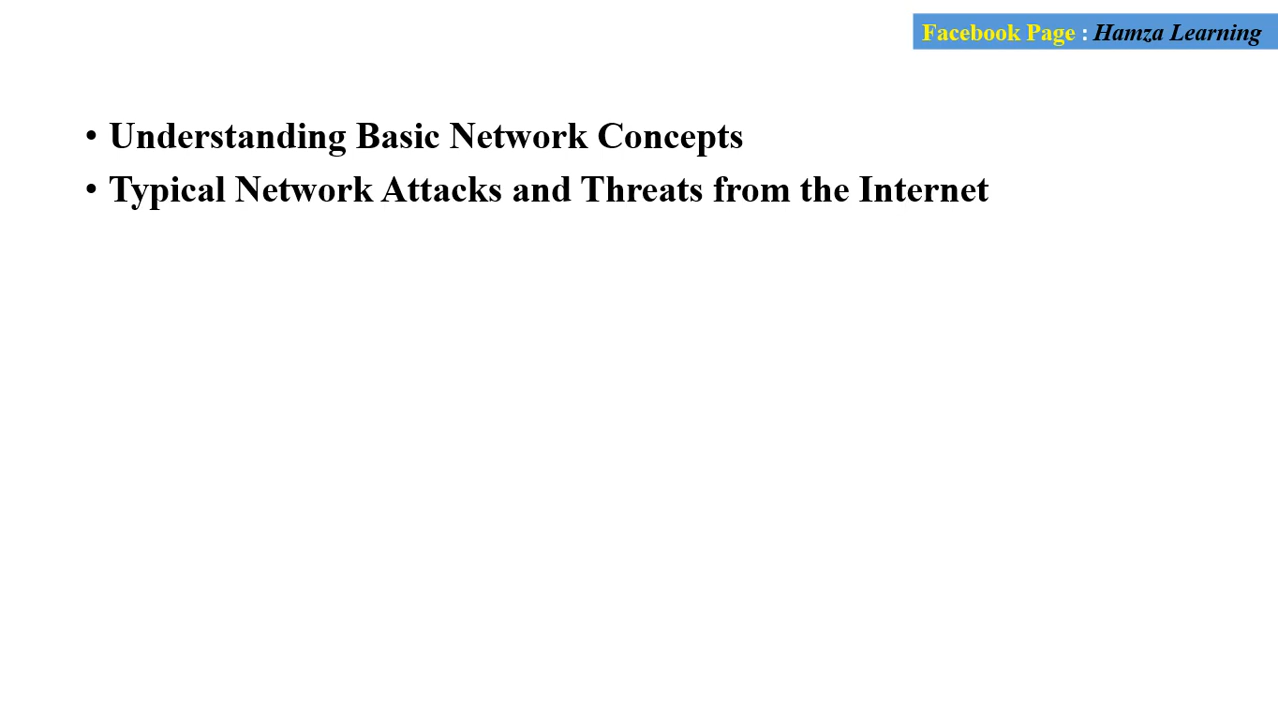 Facebook Page : Hamza Learning
• Understanding Basic Network Concepts
• Typical Network Attacks and Threats from the Internet